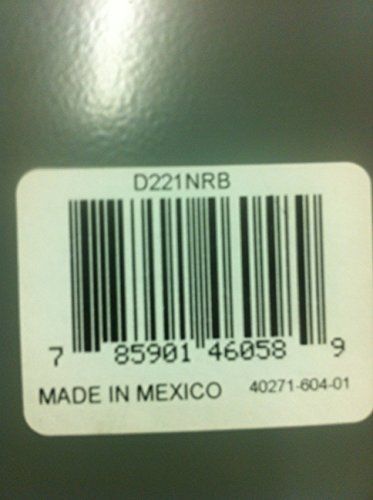 D221NRB
7 85901 46058 9
MADE IN MEXICO 40271-604-01